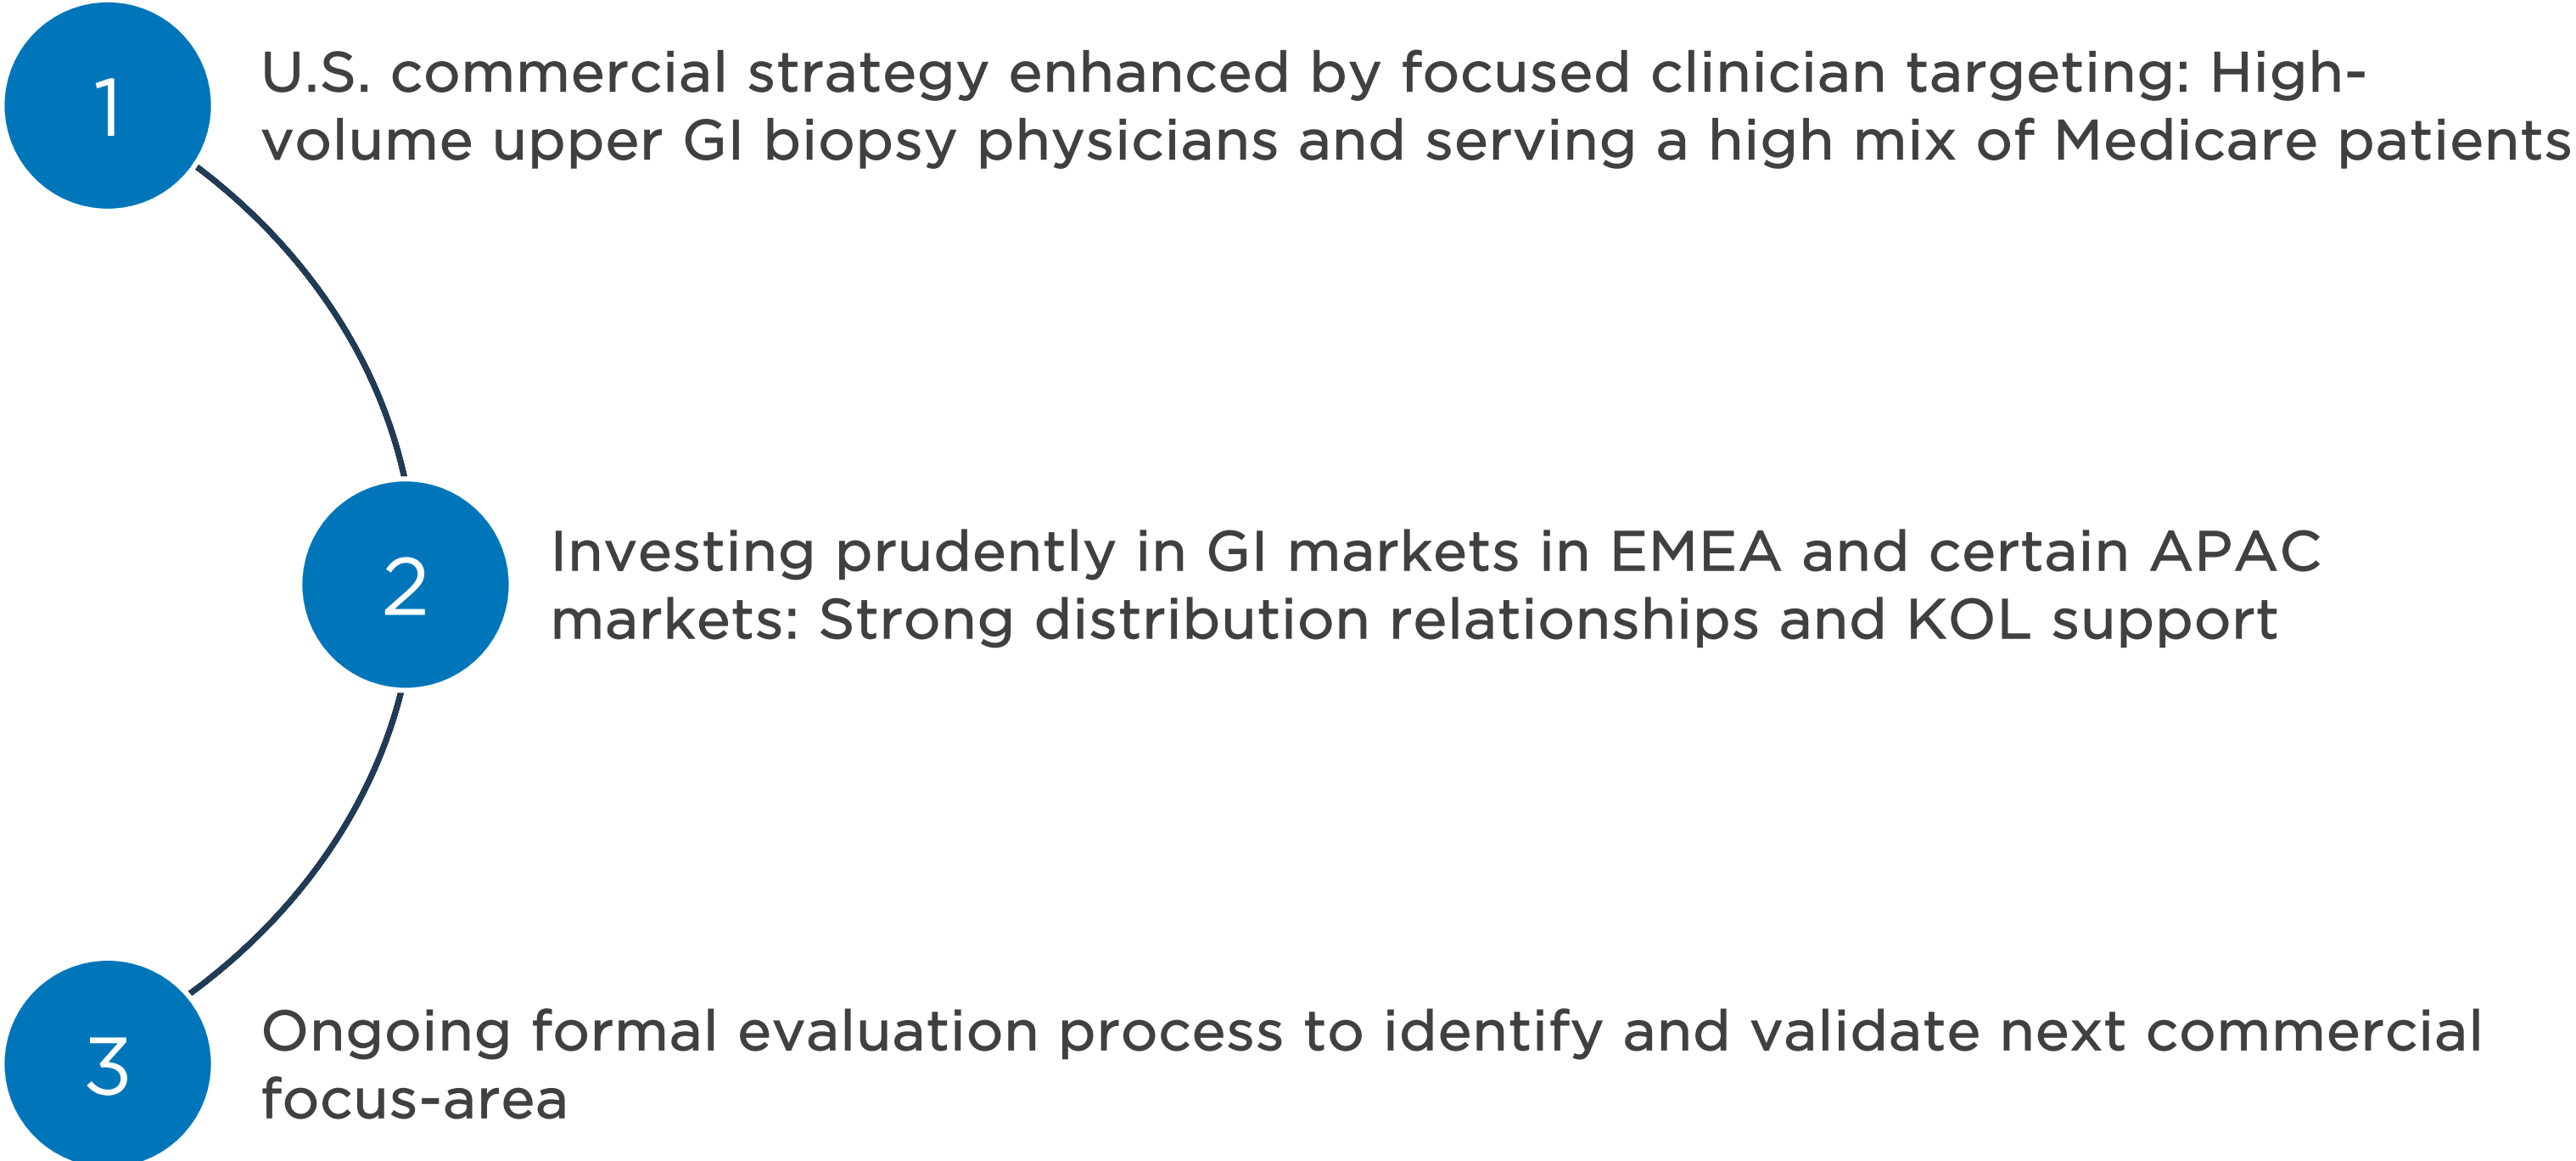 1
U.S. commercial strategy enhanced by focused clinician targeting: High-
volume upper GI biopsy physicians and serving a high mix of Medicare patients
2
Investing prudently in GI markets in EMEA and certain APAC
markets: Strong distribution relationships and KOL support
3
Ongoing formal evaluation process to identify and validate next commercial
focus-area